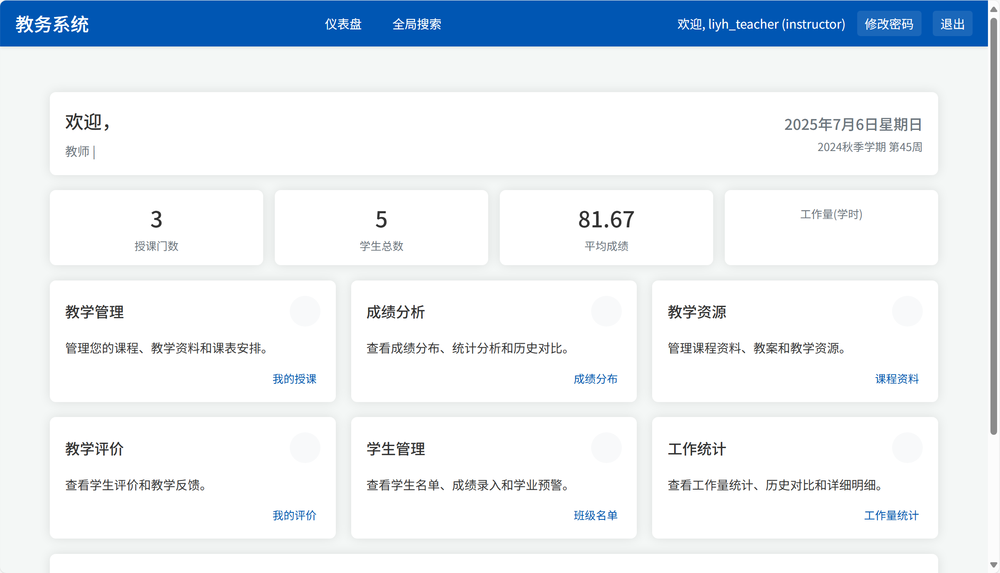 教务系统
仪表盘
全局搜索
欢迎, liyh_teacher (instructor)
修改密码
退出
欢迎，
教师 |
2025年7月6日星期日
2024秋季学期 第45周
3
授课门数
5
学生总数
81.67
平均成绩
工作量(学时)
教学管理
管理您的课程、教学资料和课表安排。
我的授课
成绩分析
查看成绩分布、统计分析和历史对比。
成绩分布
教学资源
管理课程资料、教案和教学资源。
课程资料
教学评价
查看学生评价和教学反馈。
我的评价
学生管理
查看学生名单、成绩录入和学业预警。
班级名单
工作统计
查看工作量统计、历史对比和详细明细。
工作量统计